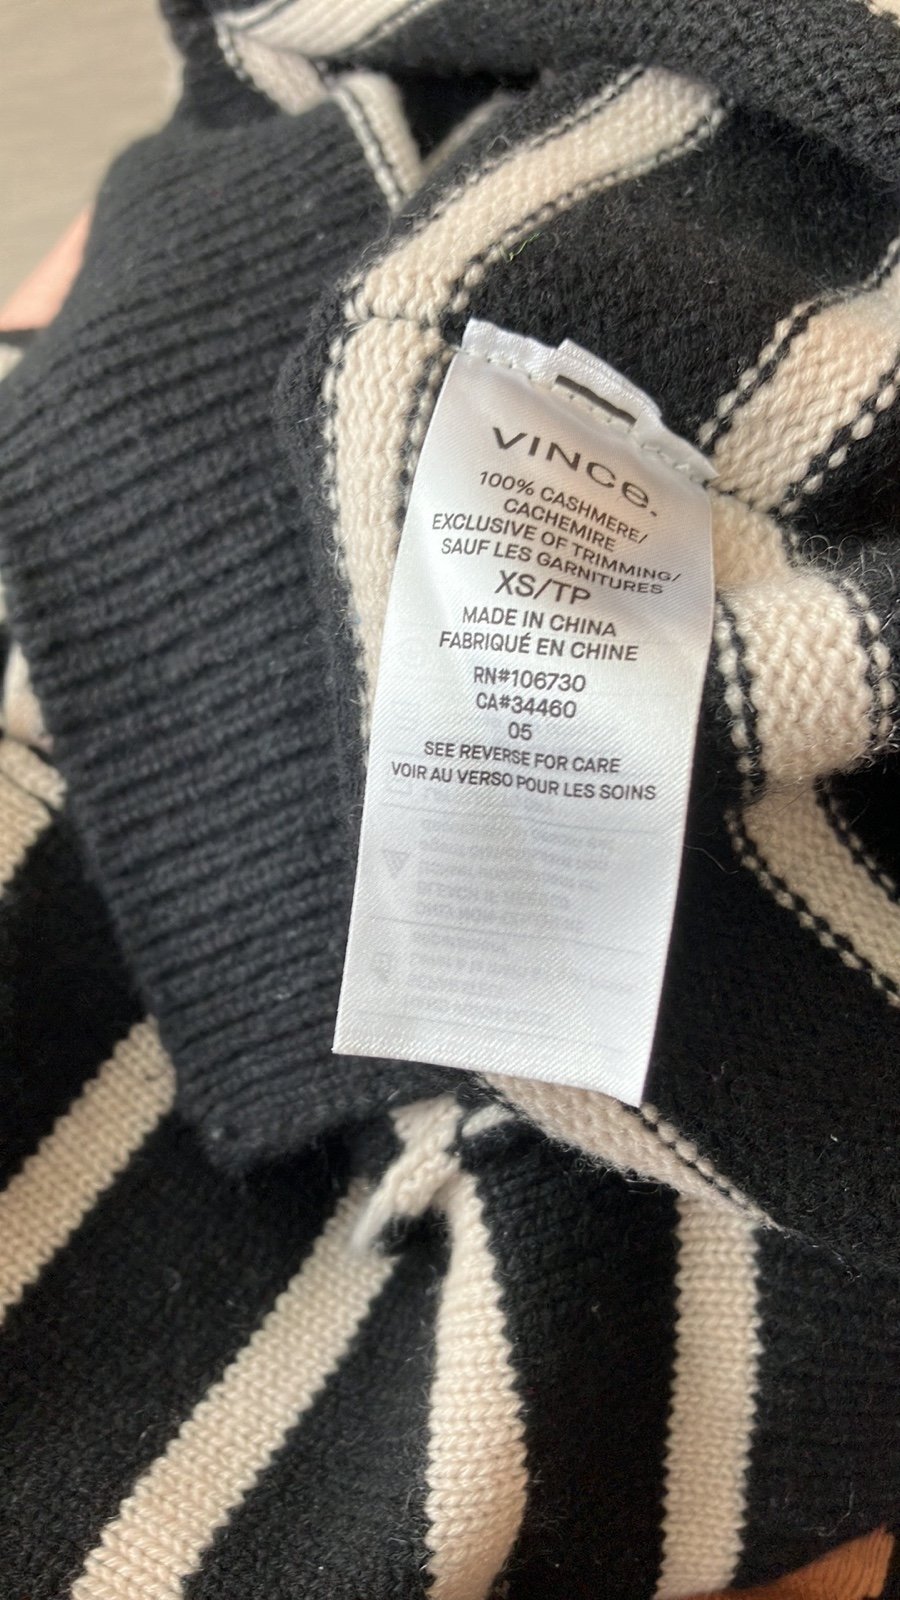 VINCE.
100% CASHMERE/
CACHEMIRE
EXCLUSIVE OF TRIMMING/
SAUF LES GARNITURES
XS/TP
MADE IN CHINA
FABRIQUÉ EN CHINE
RN#106730
CA#34460
05
SEE REVERSE FOR CARE
VOIR AU VERSO POUR LES SOINS